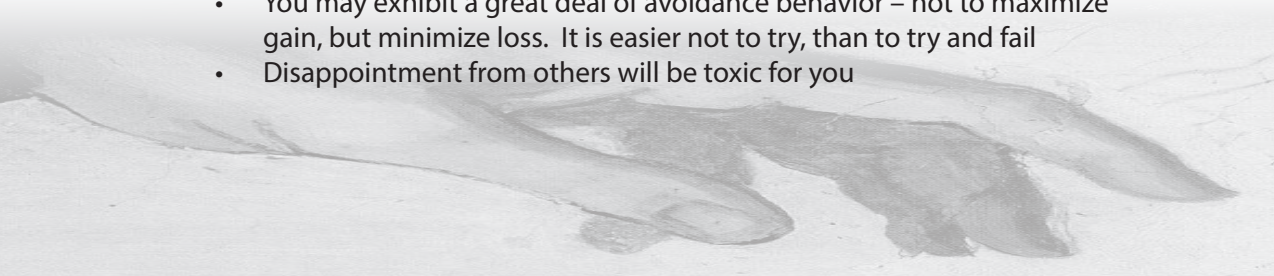 • You may exhibit a great deal of avoidance behavior – not to maximize
gain, but minimize loss.  It is easier not to try, than to try and fail
• Disappointment from others will be toxic for you